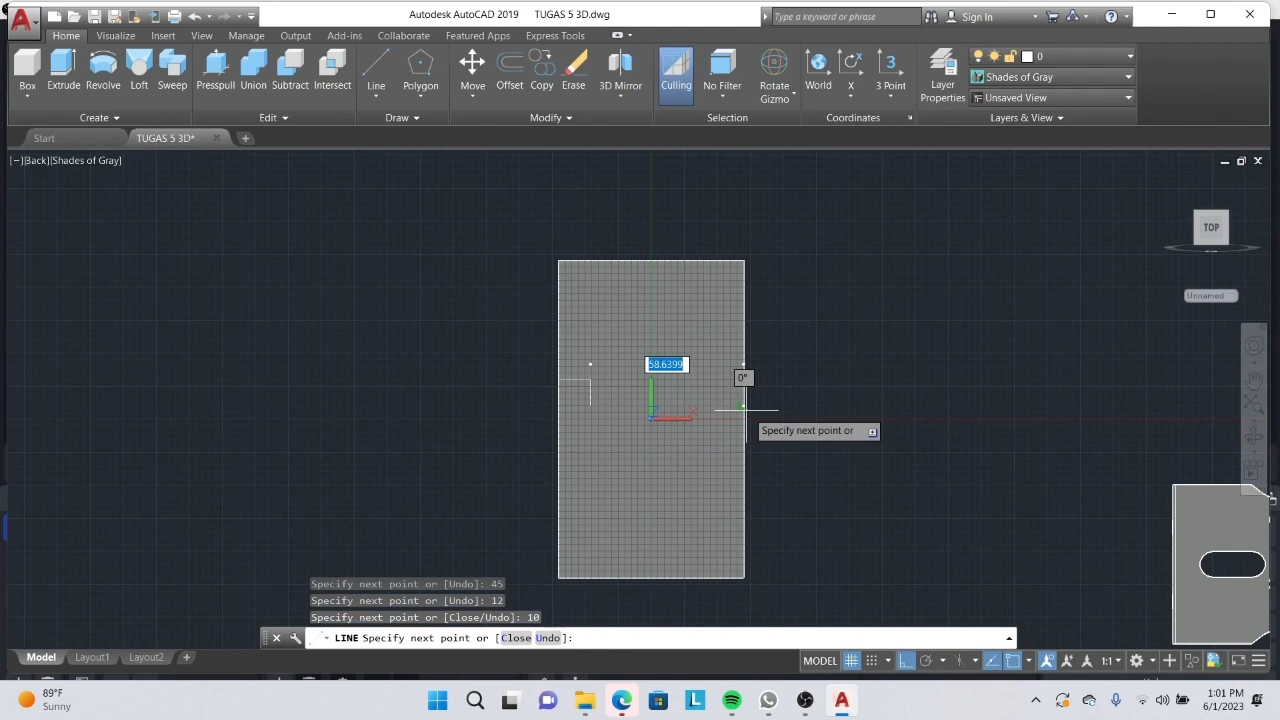 Autodesk AutoCAD 2019 TUGAS 5 3D.dwg
Type a keyword or phrase
Sign In
Home Visualize Insert View Manage Output Add-ins Collaborate Featured Apps Express Tools
Box Extrude Revolve Loft Sweep
Presspull Union Subtract Intersect
Line Polygon
Move Offset Copy Erase 3D Mirror
Culling No Filter Rotate Gizmo
World X 3 Point
Layer Properties
0
Shades of Gray
Unsaved View
Create Edit Draw Modify Selection Coordinates Layers & View
Start TUGAS 5 3D*
[−][Back][Shades of Gray]
TOP
Unnamed
58.6399
0°
Specify next point or
Specify next point or [Undo]: 45
Specify next point or [Undo]: 12
Specify next point or [Close/Undo]: 10
LINE Specify next point or [Close Undo]:
Model Layout1 Layout2
MODEL 1:1
89°F
Sunny
1:01 PM
6/1/2023